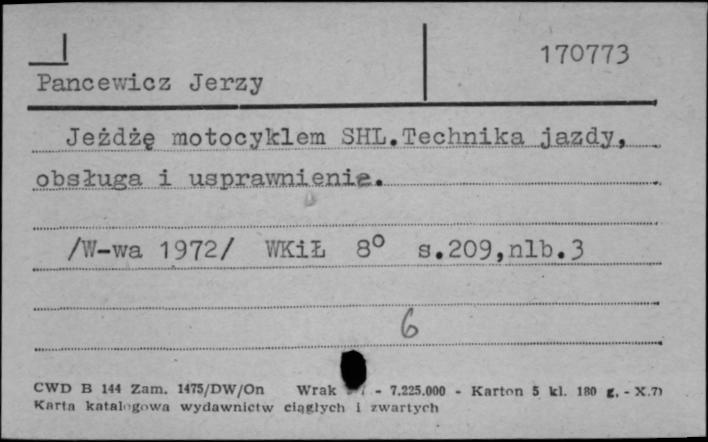 170773
Pancewicz Jerzy
Jeżdżę motocyklem SHL.Technika jazdy,
obsługa i usprawnienie.
/W-wa 1972/ WKiŁ 8° s.209,nlb.3
6
CWD B 144 Zam. 1475/DW/On Wrak - 7.225.000 - Karton 5 kl. 180 g. - X.71
Karta katalogowa wydawnictw ciągłych i zwartych